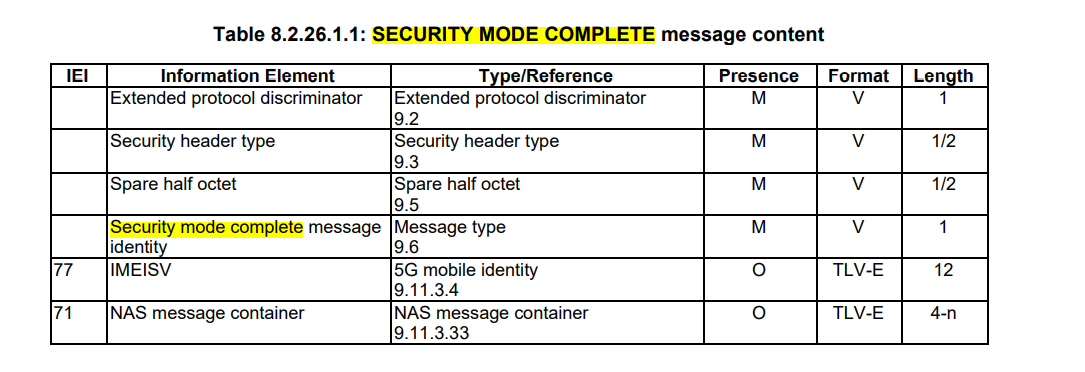 Table 8.2.26.1.1: SECURITY MODE COMPLETE message content
IEI Information Element Type/Reference Presence Format Length
Extended protocol discriminator Extended protocol discriminator M V 1
9.2
Security header type Security header type M V 1/2
9.3
Spare half octet Spare half octet M V 1/2
9.5
Security mode complete message Message type M V 1
identity 9.6
77 IMEISV 5G mobile identity O TLV-E 12
9.11.3.4
71 NAS message container NAS message container O TLV-E 4-n
9.11.3.33